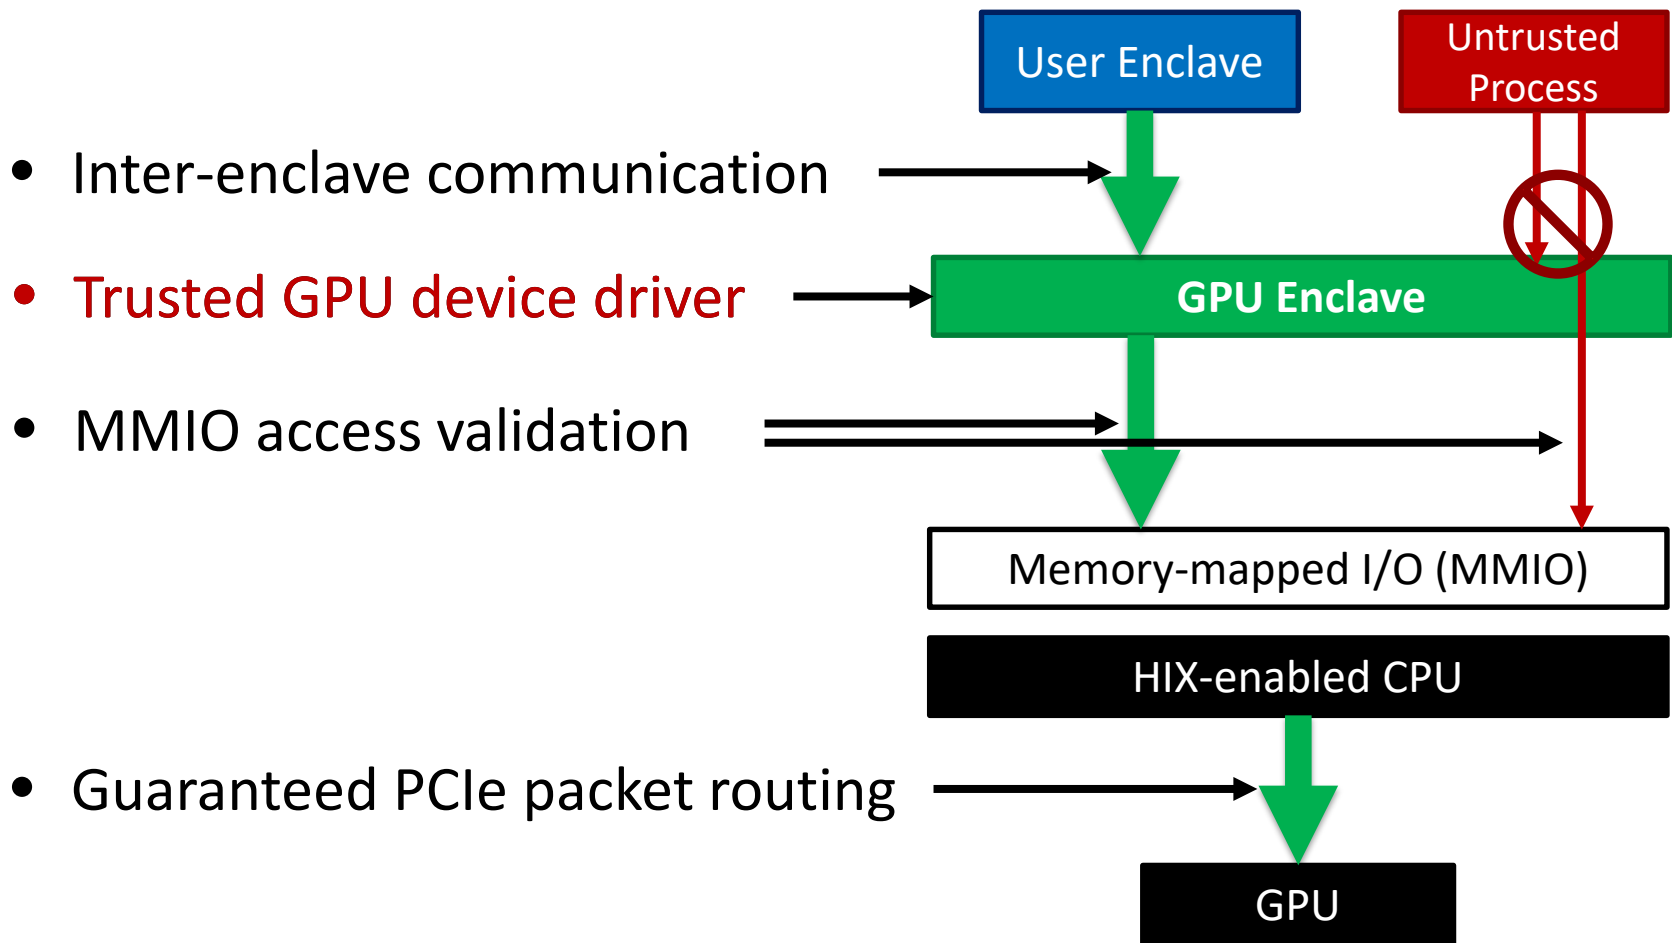 User Enclave
Untrusted
Process
• Inter-enclave communication
• Trusted GPU device driver
GPU Enclave
• MMIO access validation
Memory-mapped I/O (MMIO)
HIX-enabled CPU
• Guaranteed PCIe packet routing
GPU